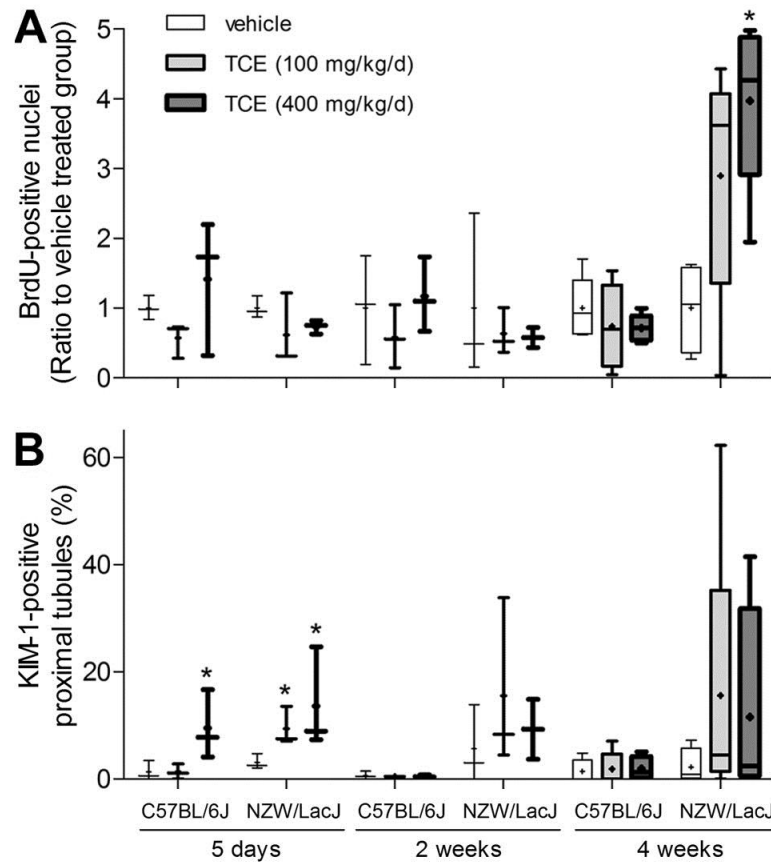 A
BrdU-positive nuclei
(Ratio to vehicle treated group)
5
4
3
2
1
0
vehicle
TCE (100 mg/kg/d)
TCE (400 mg/kg/d)
*
B
KIM-1-positive
proximal tubules (%)
60
40
20
0
*
*
*
C57BL/6J NZW/LacJ C57BL/6J NZW/LacJ C57BL/6J NZW/LacJ
5 days 2 weeks 4 weeks